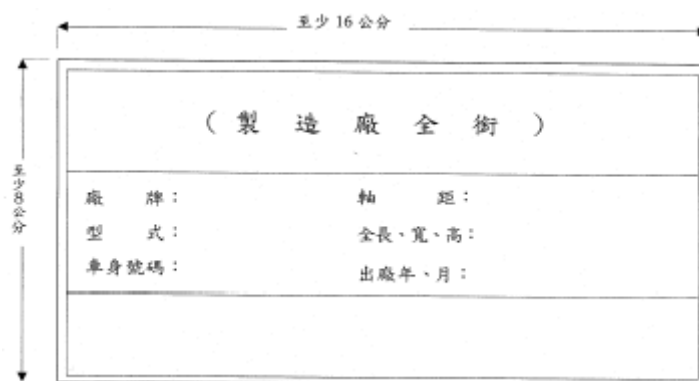 至少 16 公分
至少8公分
（製造廠全銜）
廠牌： 軸距：
型式： 全長、寬、高：
車身號碼： 出廠年、月：